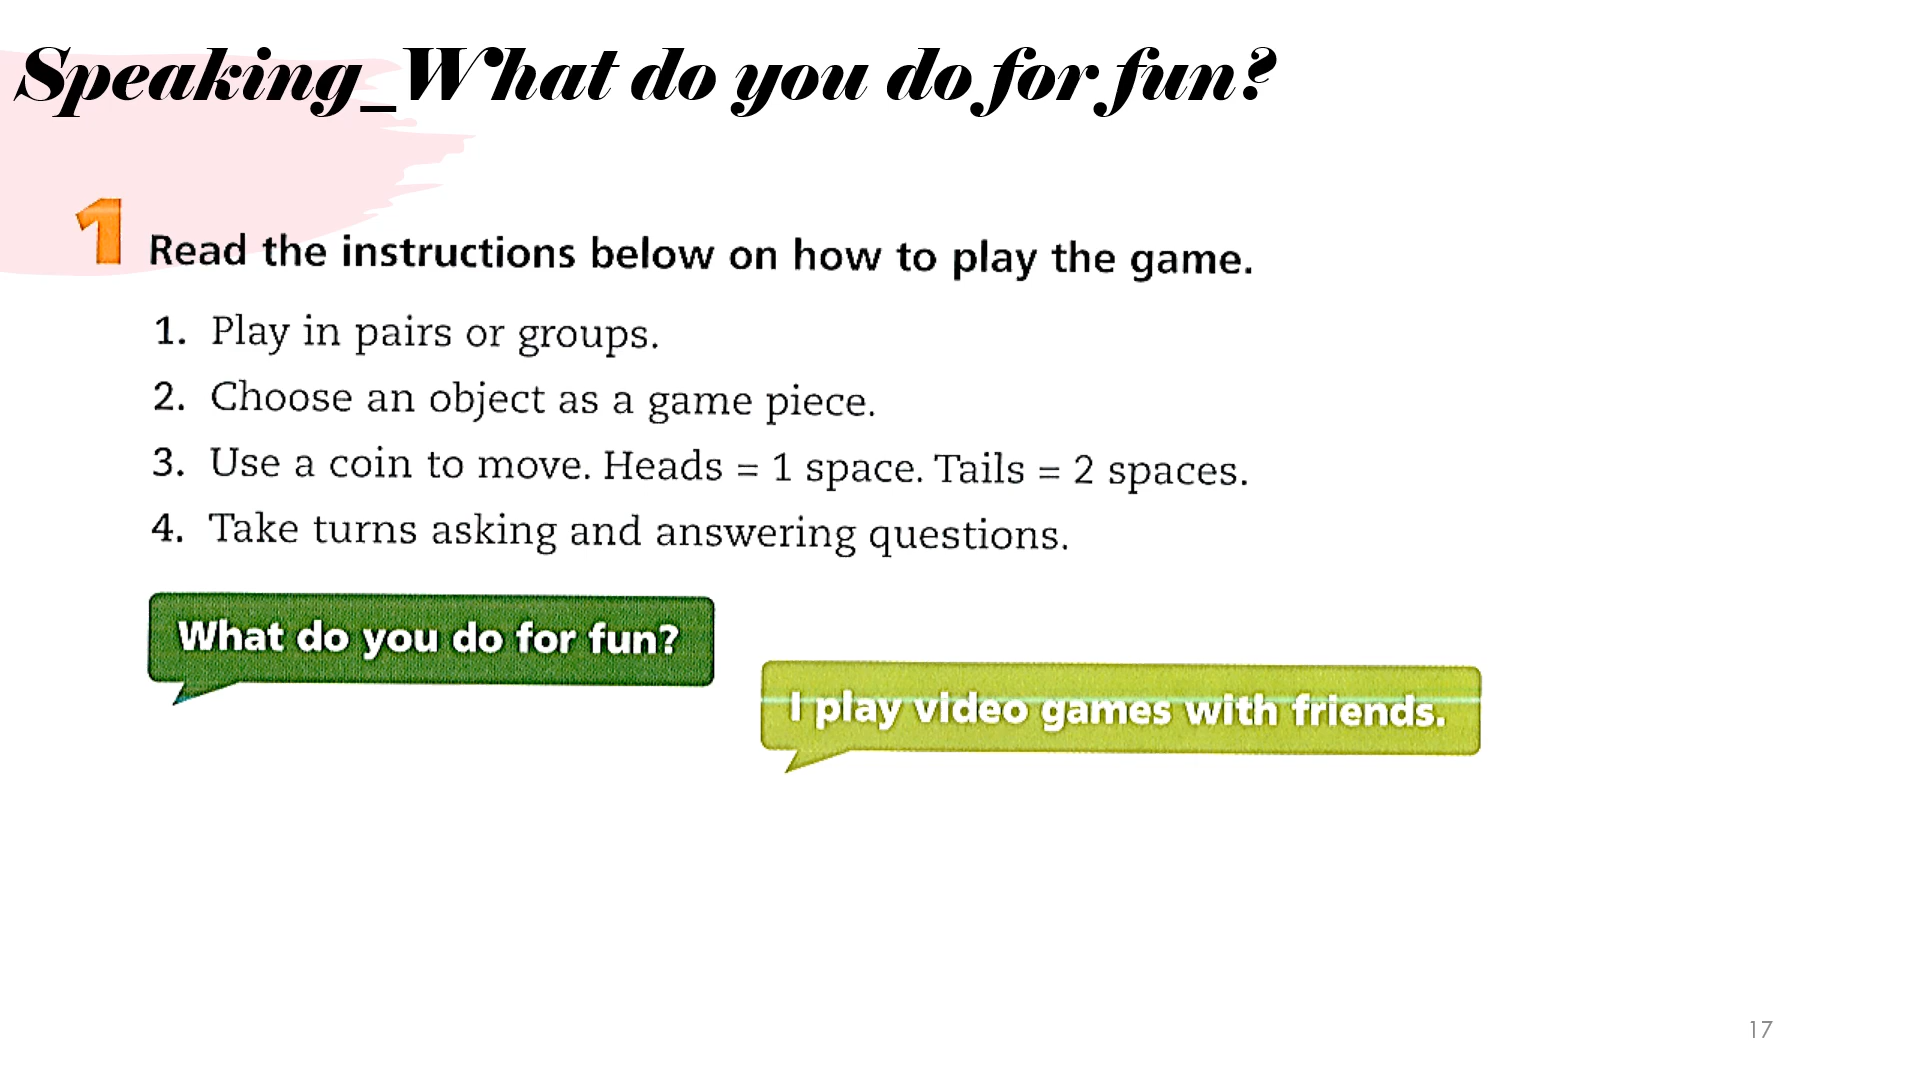 Speaking_What do you do for fun?
1 Read the instructions below on how to play the game.
1. Play in pairs or groups.
2. Choose an object as a game piece.
3. Use a coin to move. Heads = 1 space. Tails = 2 spaces.
4. Take turns asking and answering questions.
What do you do for fun?
I play video games with friends.
17